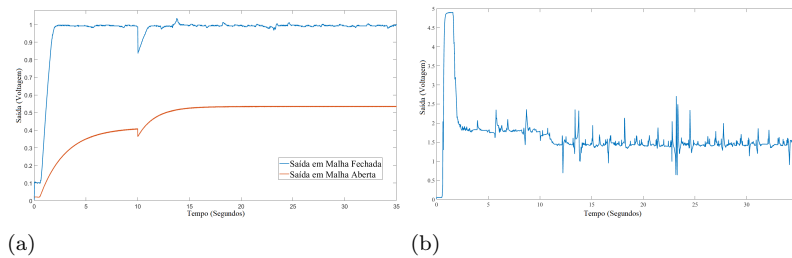 1
0.9
0.8
0.7
0.6
0.5
0.4
0.3
0.2
0.1
0
Saída (Voltagem)
0 5 10 15 20 25 30 35
Tempo (Segundos)
Saída em Malha Fechada
Saída em Malha Aberta
(a)
5
4.5
4
3.5
3
2.5
2
1.5
1
0.5
0
Saída (Voltagem)
0 5 10 15 20 25 30
Tempo (Segundos)
(b)